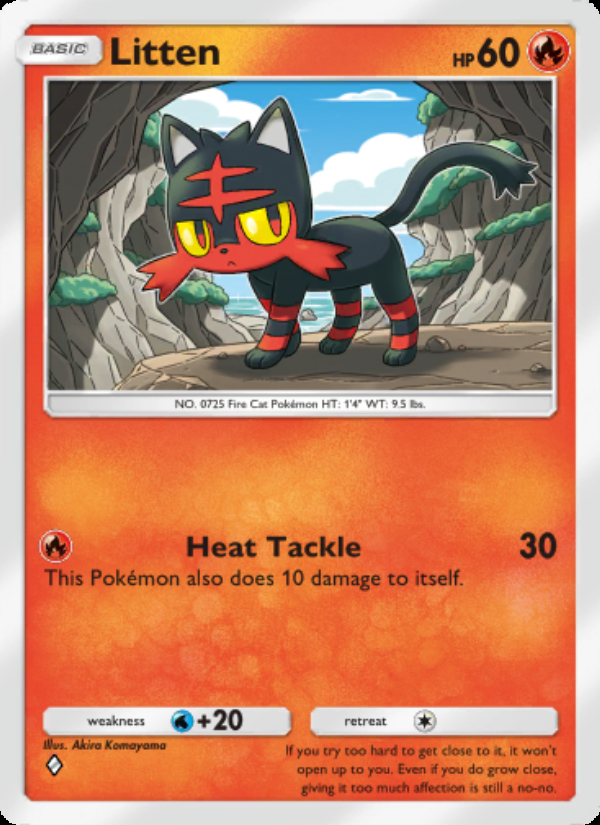 BASIC Litten HP 60
NO. 0725 Fire Cat Pokémon HT: 1'4" WT: 9.5 lbs.
Heat Tackle 30
This Pokémon also does 10 damage to itself.
weakness +20 retreat
Illus. Akira Komayama
If you try too hard to get close to it, it won't
open up to you. Even if you do grow close,
giving it too much affection is still a no-no.